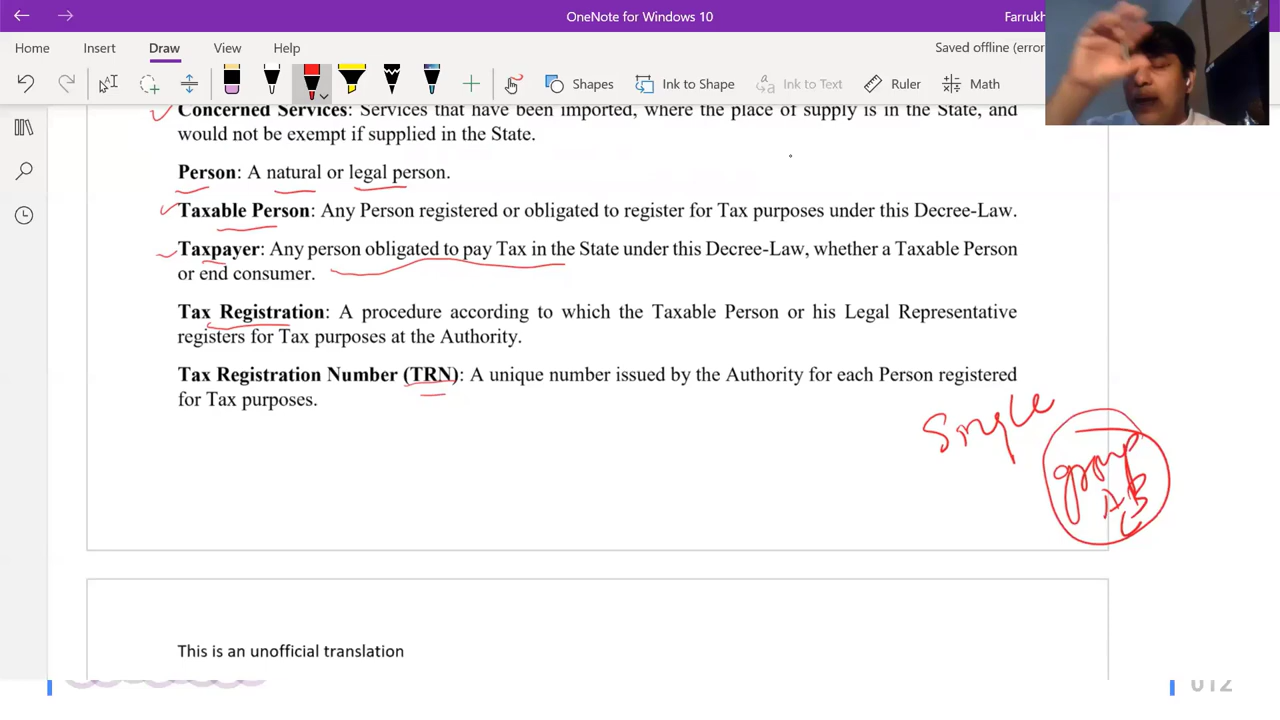 OneNote for Windows 10
Farrukh
Home Insert Draw View Help
Saved offline (error
Shapes Ink to Shape Ink to Text Ruler Math
Concerned Services: Services that have been imported, where the place of supply is in the State, and
would not be exempt if supplied in the State.
Person: A natural or legal person.
Taxable Person: Any Person registered or obligated to register for Tax purposes under this Decree-Law.
Taxpayer: Any person obligated to pay Tax in the State under this Decree-Law, whether a Taxable Person
or end consumer.
Tax Registration: A procedure according to which the Taxable Person or his Legal Representative
registers for Tax purposes at the Authority.
Tax Registration Number (TRN): A unique number issued by the Authority for each Person registered
for Tax purposes.
Single
group
A B
C
This is an unofficial translation
012